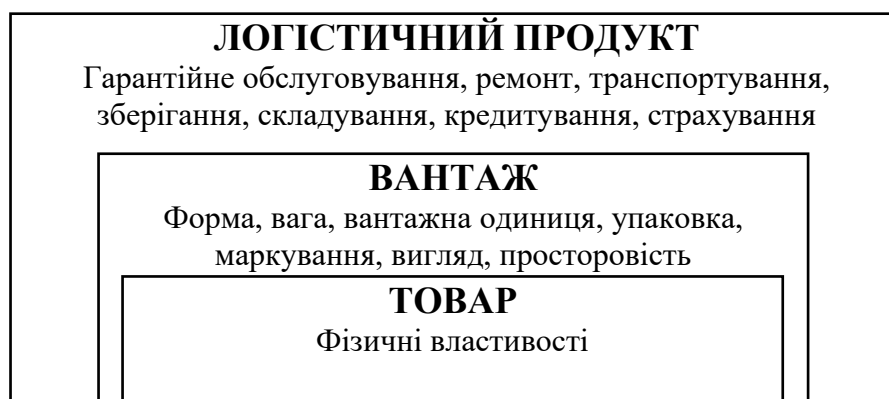 ЛОГІСТИЧНИЙ ПРОДУКТ
Гарантійне обслуговування, ремонт, транспортування,
зберігання, складування, кредитування, страхування
ВАНТАЖ
Форма, вага, вантажна одиниця, упаковка,
маркування, вигляд, просторовість
ТОВАР
Фізичні властивості